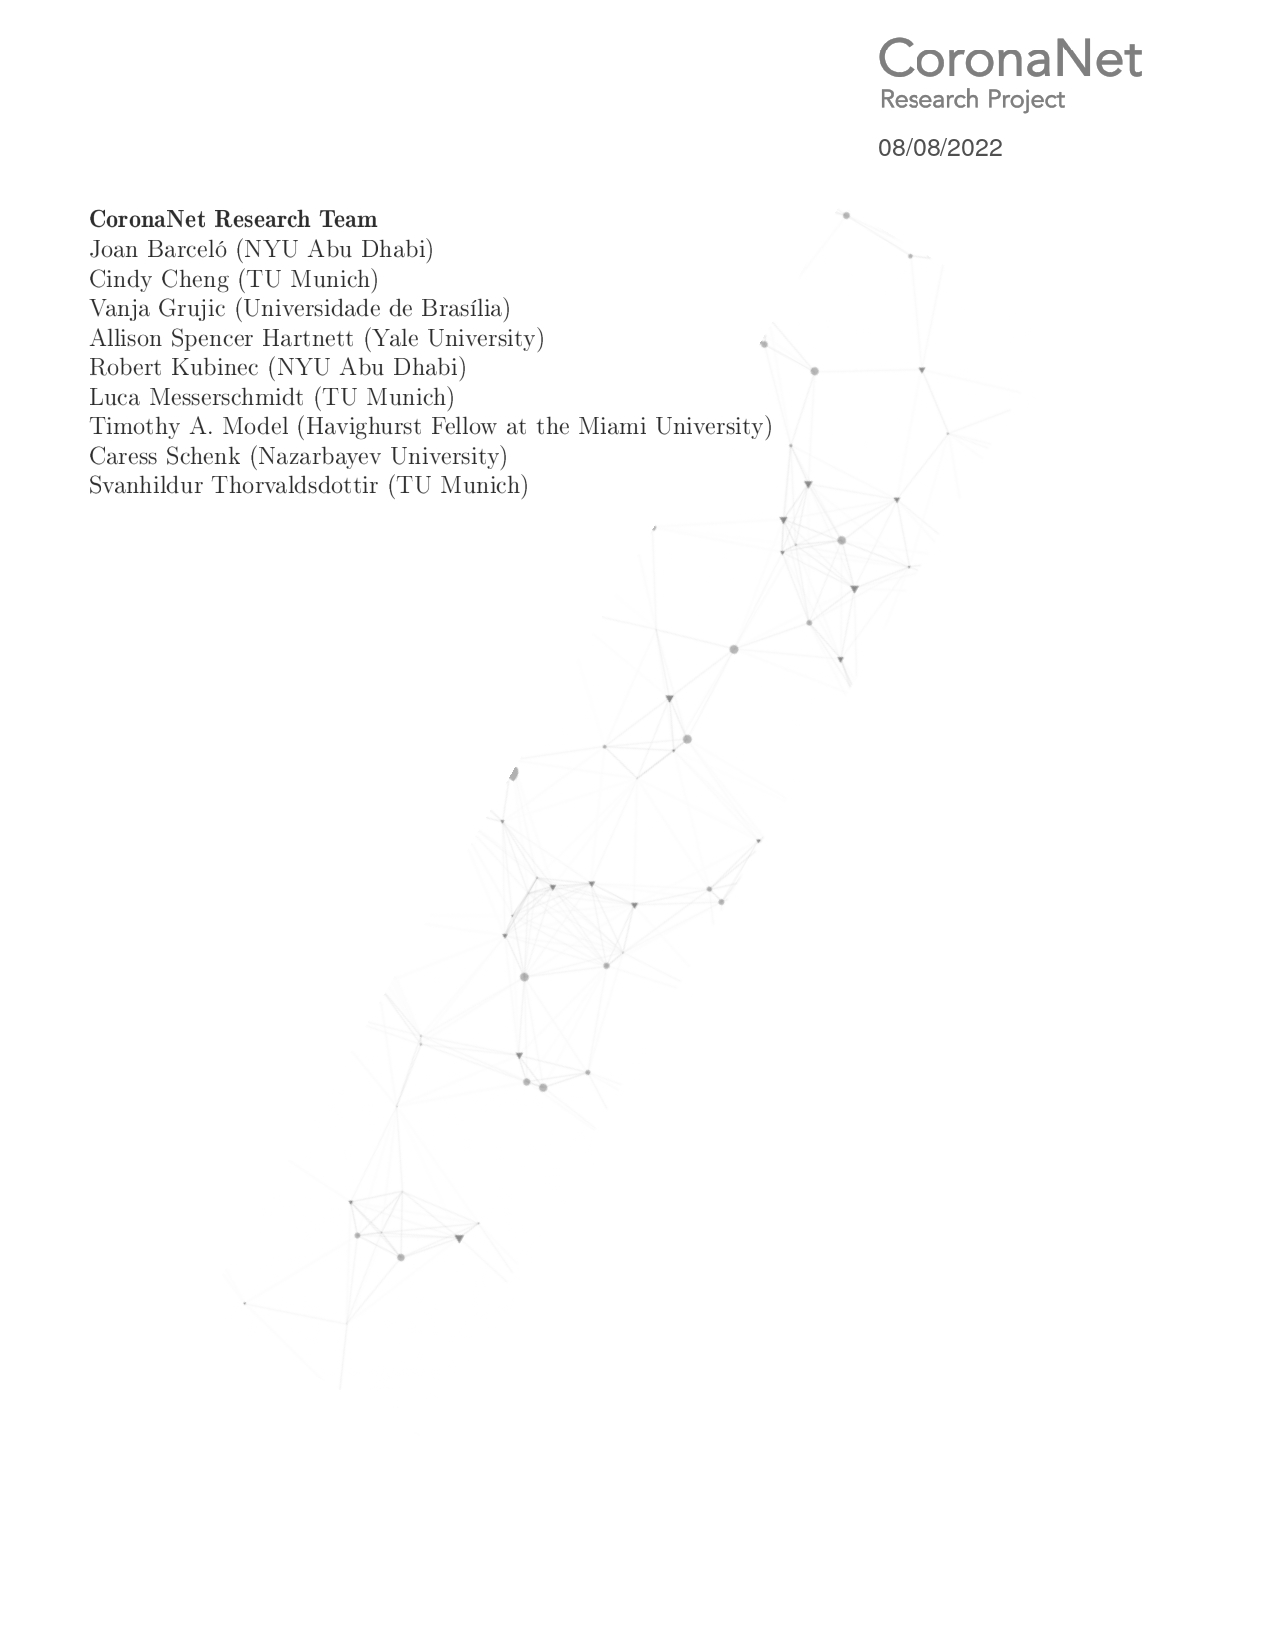 CoronaNet
Research Project
08/08/2022
CoronaNet Research Team
Joan Barceló (NYU Abu Dhabi)
Cindy Cheng (TU Munich)
Vanja Grujic (Universidade de Brasília)
Allison Spencer Hartnett (Yale University)
Robert Kubinec (NYU Abu Dhabi)
Luca Messerschmidt (TU Munich)
Timothy A. Model (Havighurst Fellow at the Miami University)
Caress Schenk (Nazarbayev University)
Svanhildur Thorvaldsdottir (TU Munich)